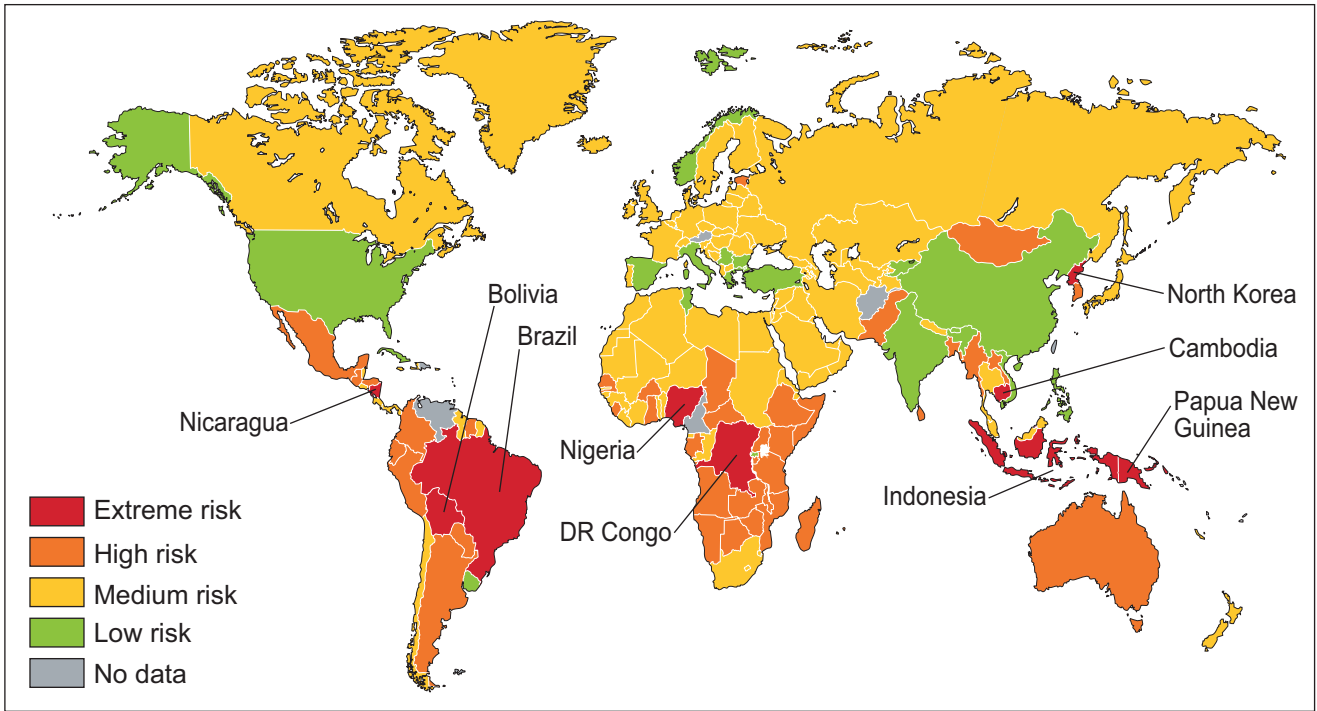 Bolivia
Brazil
Nicaragua
Nigeria
DR Congo
North Korea
Cambodia
Papua New
Guinea
Indonesia
Extreme risk
High risk
Medium risk
Low risk
No data